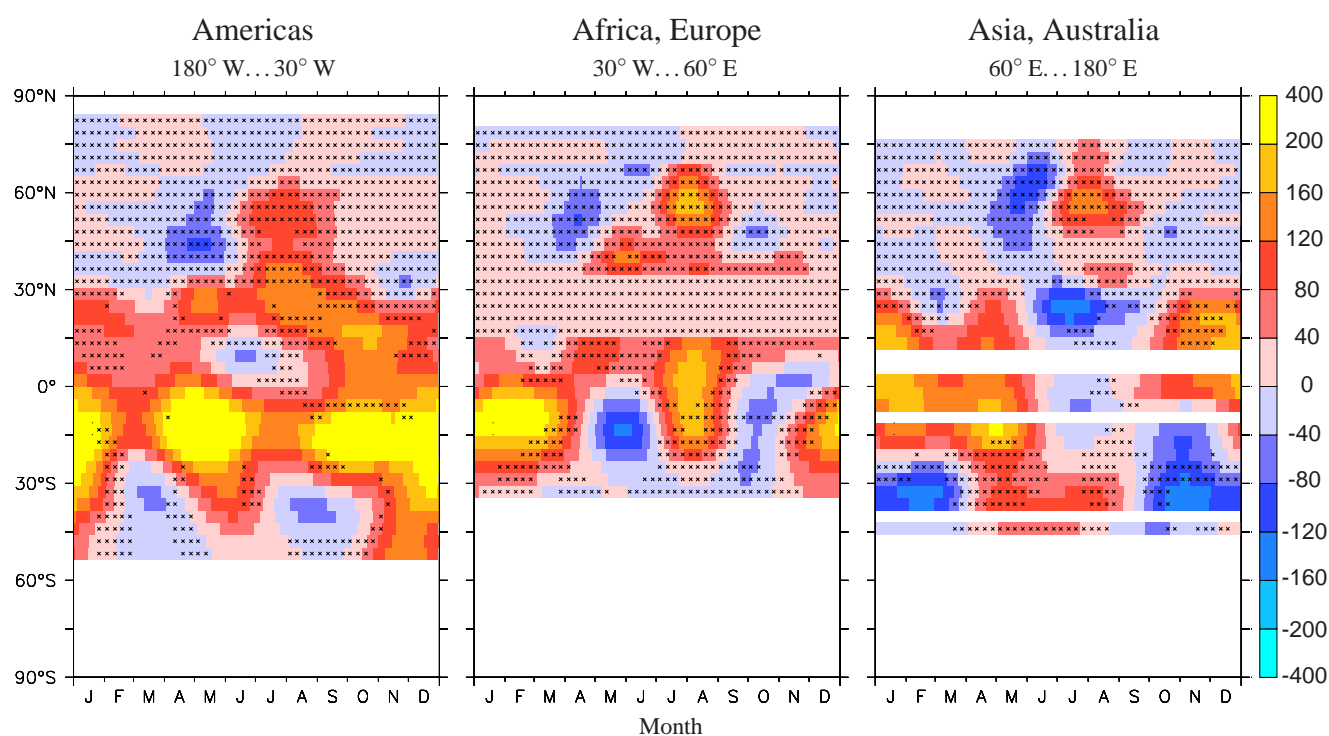 Americas Africa, Europe Asia, Australia
180° W...30° W 30° W...60° E 60° E...180° E
90°N
60°N
30°N
0°
30°S
60°S
90°S
400
200
160
120
80
40
0
-40
-80
-120
-160
-200
-400
J F M A M J J A S O N D J F M A M J J A S O N D J F M A M J J A S O N D
Month